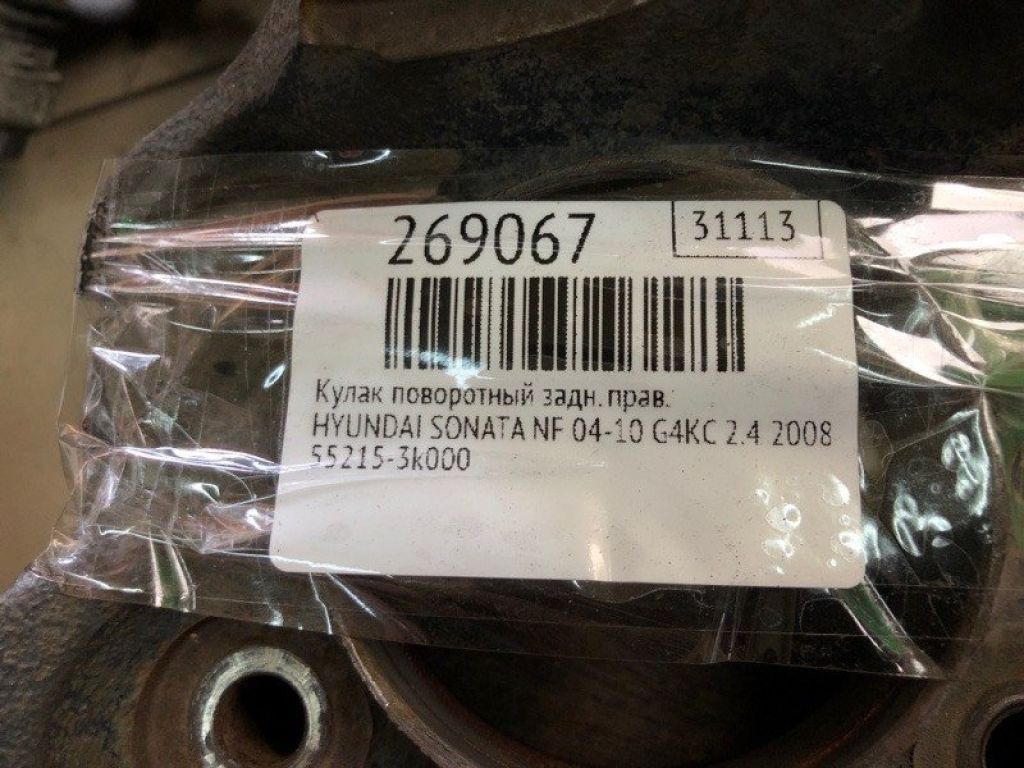 269067
31113
Кулак поворотный задн. прав.
HYUNDAI SONATA NF 04-10 G4KC 2.4 2008
55215-3k000